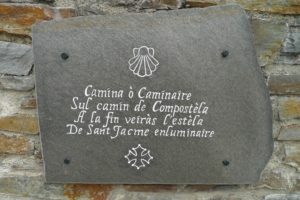 Camina ò Caminaire
Sul camin de Compostèla
A la fin veiràs l'estèla
De Sant Jacme enluminaire